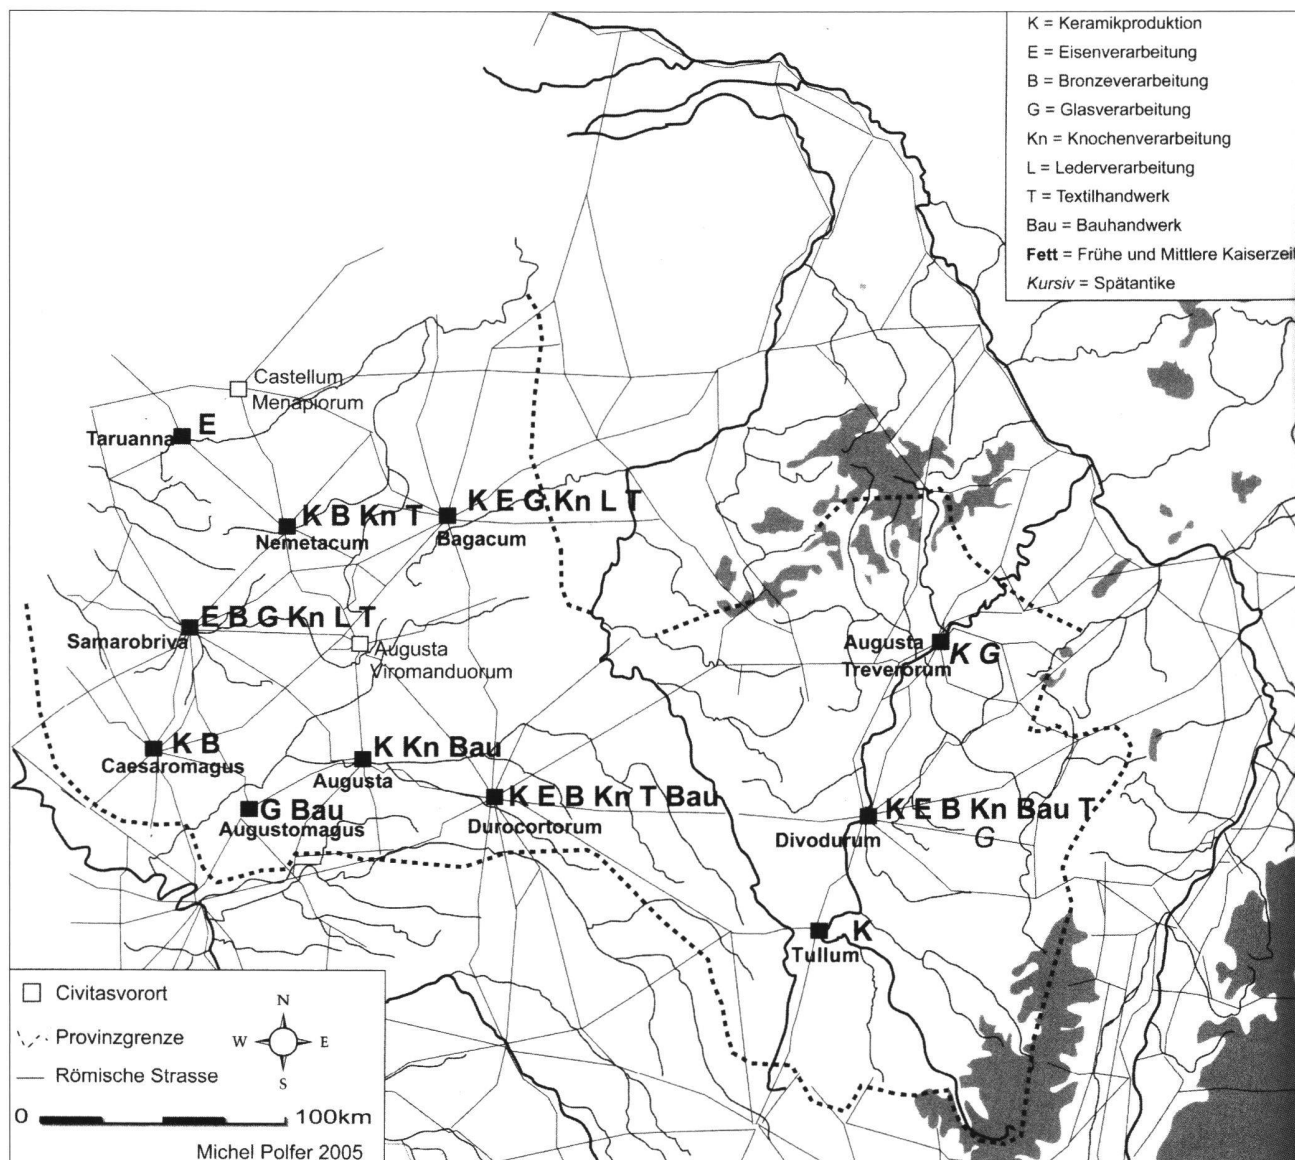 K = Keramikproduktion
E = Eisenverarbeitung
B = Bronzeverarbeitung
G = Glasverarbeitung
Kn = Knochenverarbeitung
L = Lederverarbeitung
T = Textilhandwerk
Bau = Bauhandwerk
Fett = Frühe und Mittlere Kaiserzeit
Kursiv = Spätantike
Castellum
Menapiorum
E
Taruanna
K B Kn T
Nemetacum
K E G Kn L T
Bagacum
E B G Kn L T
Samarobriva
Augusta
Viromanduorum
Augusta
Treverorum
K G
K B
Caesaromagus
K Kn Bau
Augusta
G Bau
Augustomagus
K E B Kn T Bau
Durocortorum
K E B Kn Bau T
G
Divodurum
K
Tullum
Civitasvorort
Provinzgrenze
Römische Strasse
N
W
E
S
0
100km
Michel Polfer 2005